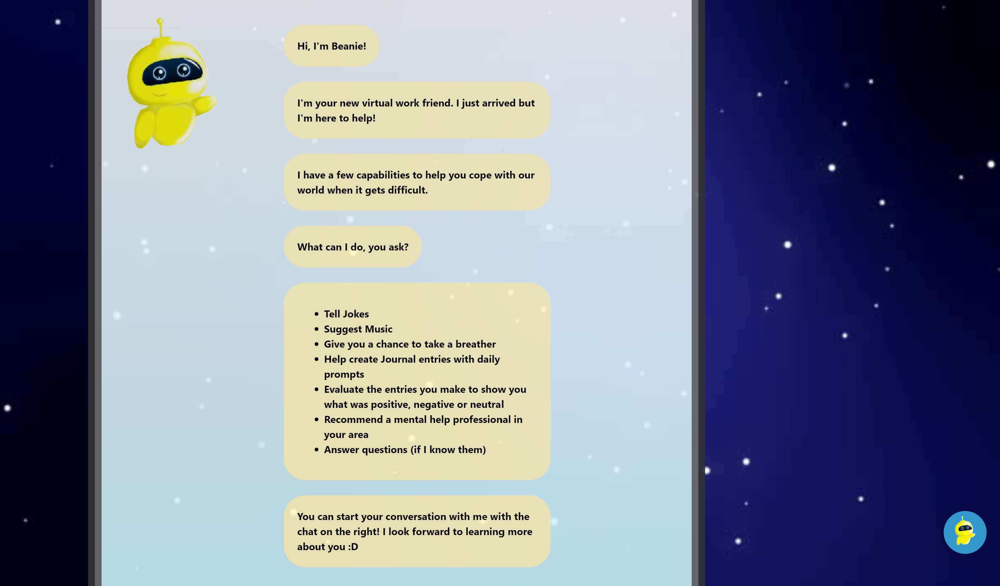 Hi, I'm Beanie!
I'm your new virtual work friend. I just arrived but
I'm here to help!
I have a few capabilities to help you cope with our
world when it gets difficult.
What can I do, you ask?
• Tell Jokes
• Suggest Music
• Give you a chance to take a breather
• Help create Journal entries with daily
prompts
• Evaluate the entries you make to show you
what was positive, negative or neutral
• Recommend a mental help professional in
your area
• Answer questions (if I know them)
You can start your conversation with me with the
chat on the right! I look forward to learning more
about you :D